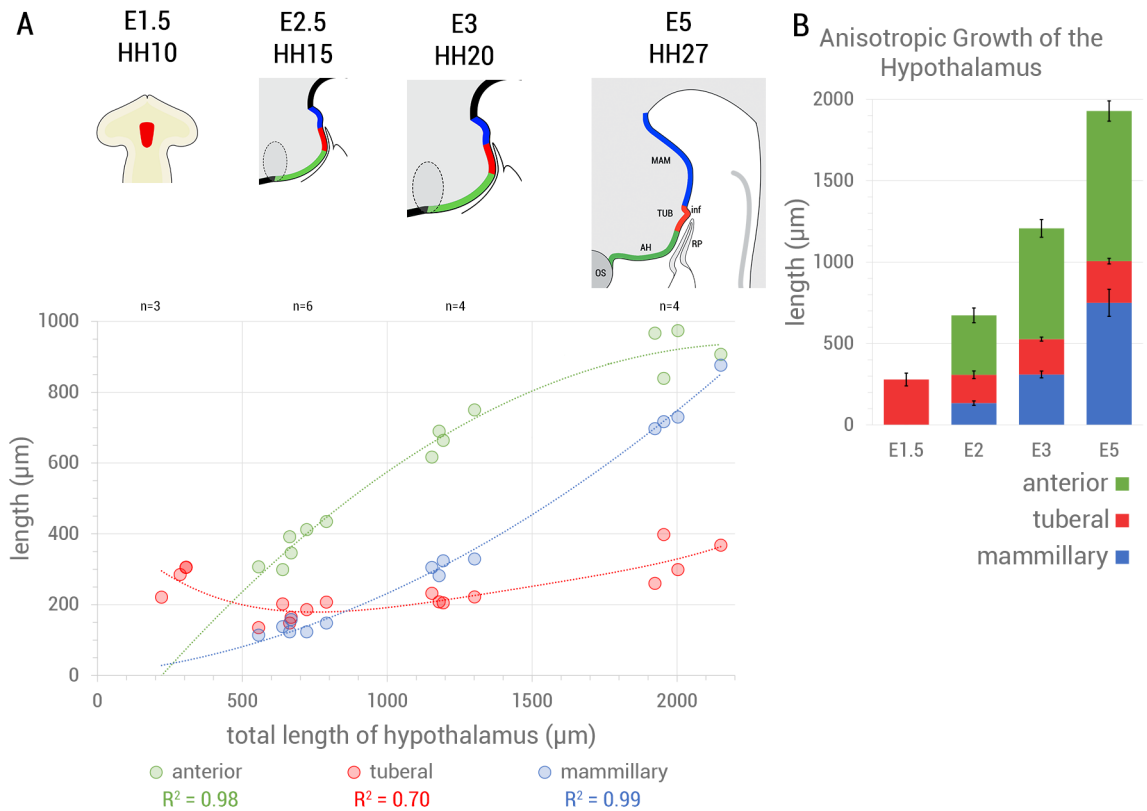 A
E1.5
HH10
E2.5
HH15
E3
HH20
E5
HH27
MAM
TUB
inf
AH
RP
OS
n=3
n=6
n=4
n=4
length (μm)
1000
800
600
400
200
0
0
500
1000
1500
2000
total length of hypothalamus (μm)
anterior
R² = 0.98
tuberal
R² = 0.70
mammillary
R² = 0.99
B
Anisotropic Growth of the
Hypothalamus
length (μm)
2000
1500
1000
500
0
E1.5
E2
E3
E5
anterior
tuberal
mammillary